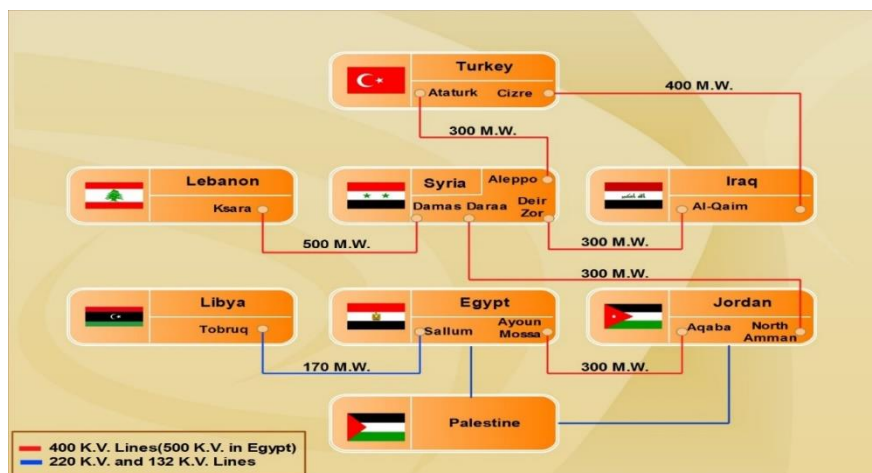 Turkey
Ataturk Cizre
400 M.W.
300 M.W.
Lebanon
Ksara
Syria
Aleppo
Damas Daraa
Deir
Zor
Iraq
Al-Qaim
500 M.W.
300 M.W.
300 M.W.
Libya
Tobruq
Egypt
Sallum
Ayoun
Mossa
Jordan
Aqaba
North
Amman
170 M.W.
300 M.W.
Palestine
400 K.V. Lines(500 K.V. in Egypt)
220 K.V. and 132 K.V. Lines